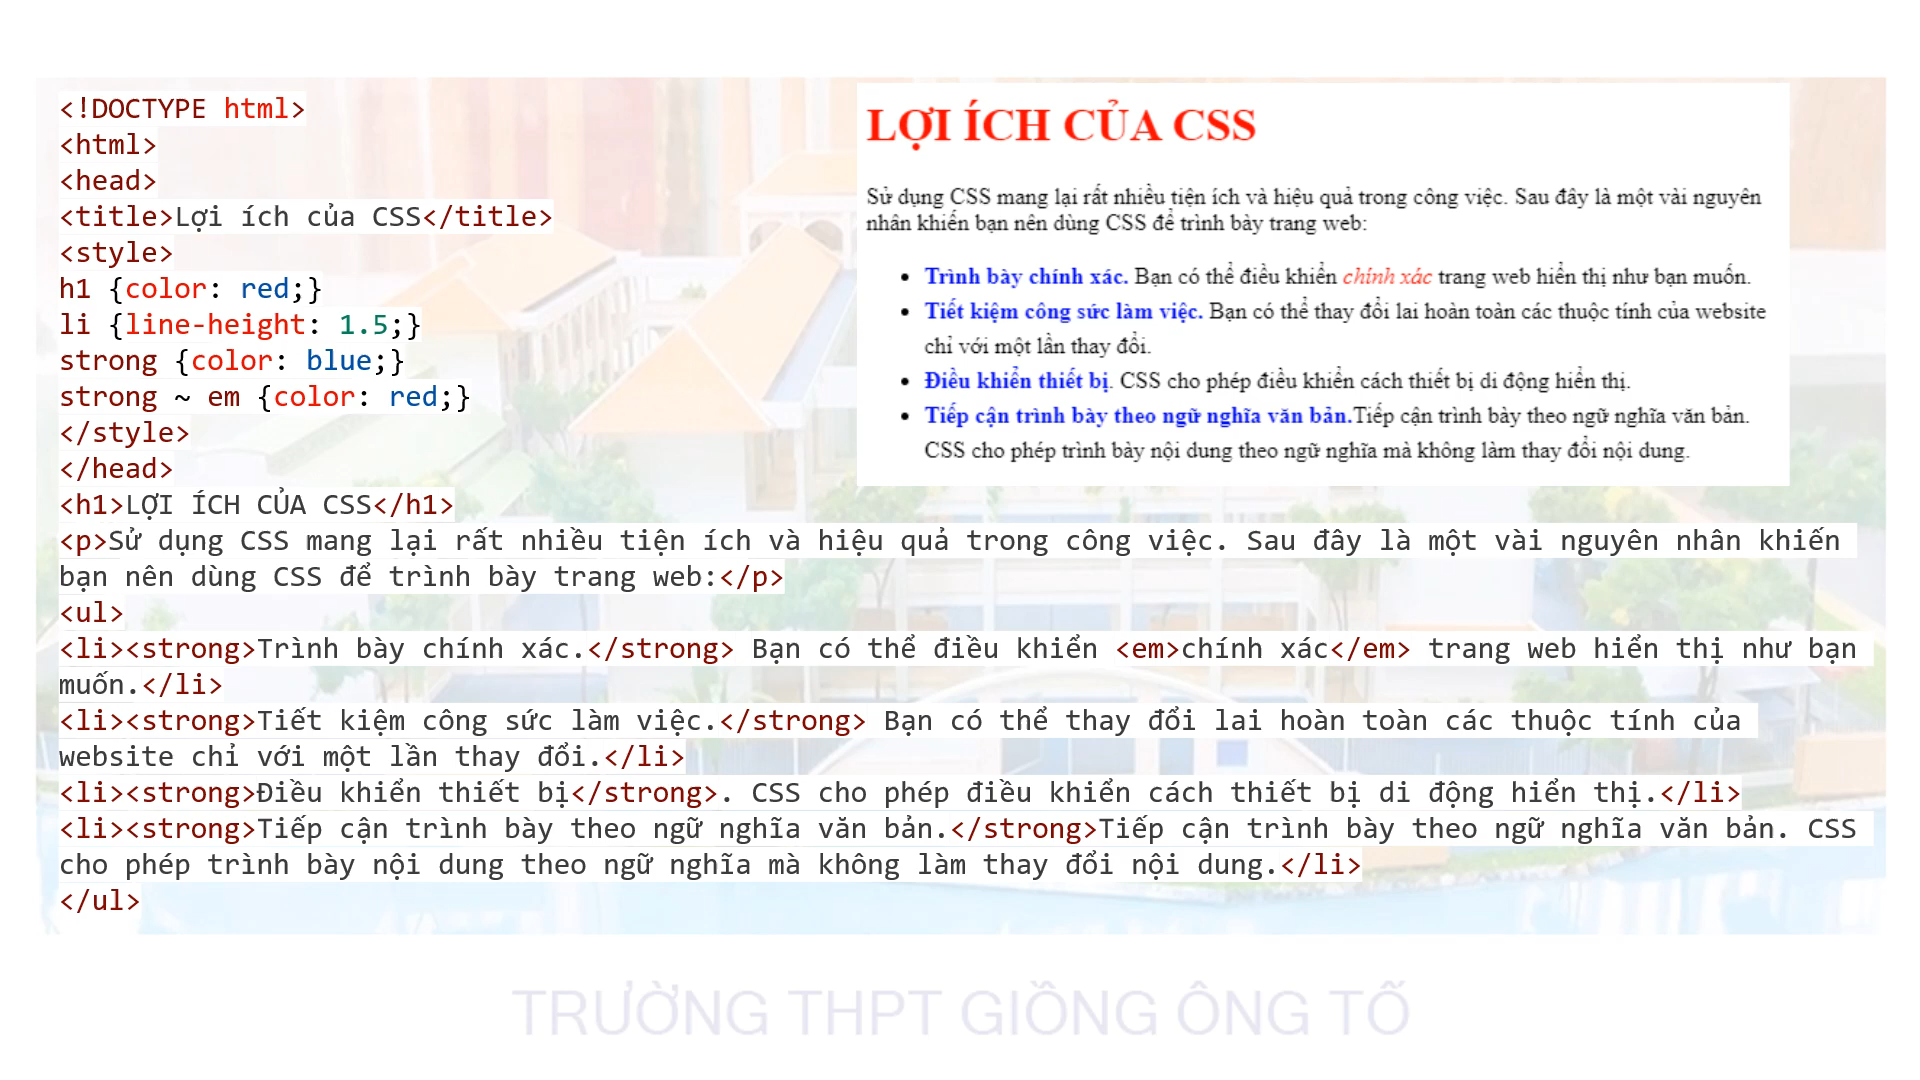 <!DOCTYPE html>
<html>
<head>
<title>Lợi ích của CSS</title>
<style>
h1 {color: red;}
li {line-height: 1.5;}
strong {color: blue;}
strong ~ em {color: red;}
</style>
</head>
<h1>LỢI ÍCH CỦA CSS</h1>
<p>Sử dụng CSS mang lại rất nhiều tiện ích và hiệu quả trong công việc. Sau đây là một vài nguyên nhân khiến
bạn nên dùng CSS để trình bày trang web:</p>
<ul>
<li><strong>Trình bày chính xác.</strong> Bạn có thể điều khiển <em>chính xác</em> trang web hiển thị như bạn
muốn.</li>
<li><strong>Tiết kiệm công sức làm việc.</strong> Bạn có thể thay đổi lai hoàn toàn các thuộc tính của
website chỉ với một lần thay đổi.</li>
<li><strong>Điều khiển thiết bị</strong>. CSS cho phép điều khiển cách thiết bị di động hiển thị.</li>
<li><strong>Tiếp cận trình bày theo ngữ nghĩa văn bản.</strong>Tiếp cận trình bày theo ngữ nghĩa văn bản. CSS
cho phép trình bày nội dung theo ngữ nghĩa mà không làm thay đổi nội dung.</li>
</ul>
LỢI ÍCH CỦA CSS
Sử dụng CSS mang lại rất nhiều tiện ích và hiệu quả trong công việc. Sau đây là một vài nguyên
nhân khiến bạn nên dùng CSS để trình bày trang web:
• Trình bày chính xác. Bạn có thể điều khiển chính xác trang web hiển thị như bạn muốn.
• Tiết kiệm công sức làm việc. Bạn có thể thay đổi lai hoàn toàn các thuộc tính của website
chỉ với một lần thay đổi.
• Điều khiển thiết bị. CSS cho phép điều khiển cách thiết bị di động hiển thị.
• Tiếp cận trình bày theo ngữ nghĩa văn bản.Tiếp cận trình bày theo ngữ nghĩa văn bản.
CSS cho phép trình bày nội dung theo ngữ nghĩa mà không làm thay đổi nội dung.
TRƯỜNG THPT GIỒNG ÔNG TỐ